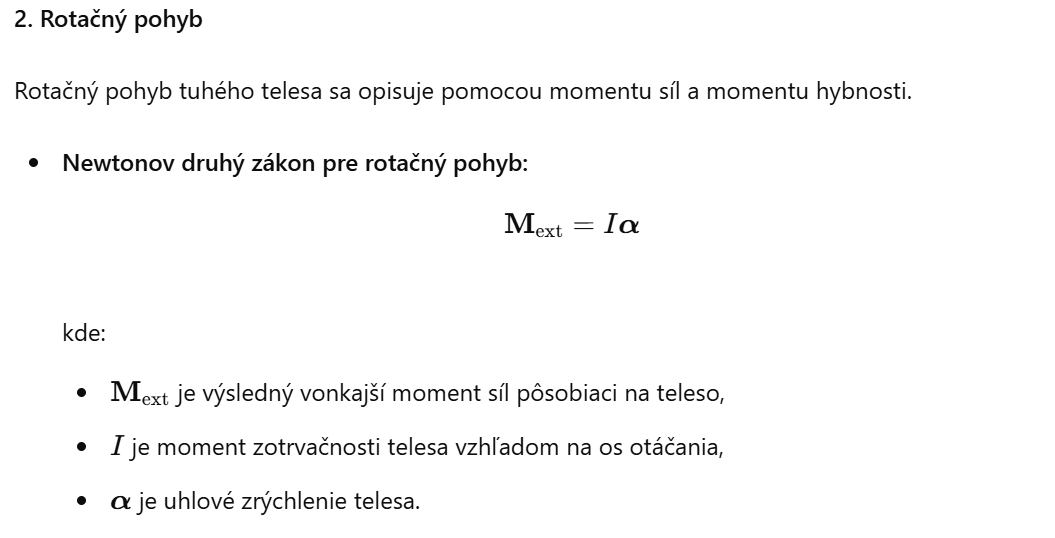 2. Rotačný pohyb
Rotačný pohyb tuhého telesa sa opisuje pomocou momentu síl a momentu hybnosti.
• Newtonov druhý zákon pre rotačný pohyb:
M_ext = Iα
kde:
• M_ext je výsledný vonkajší moment síl pôsobiaci na teleso,
• I je moment zotrvačnosti telesa vzhľadom na os otáčania,
• α je uhlové zrýchlenie telesa.